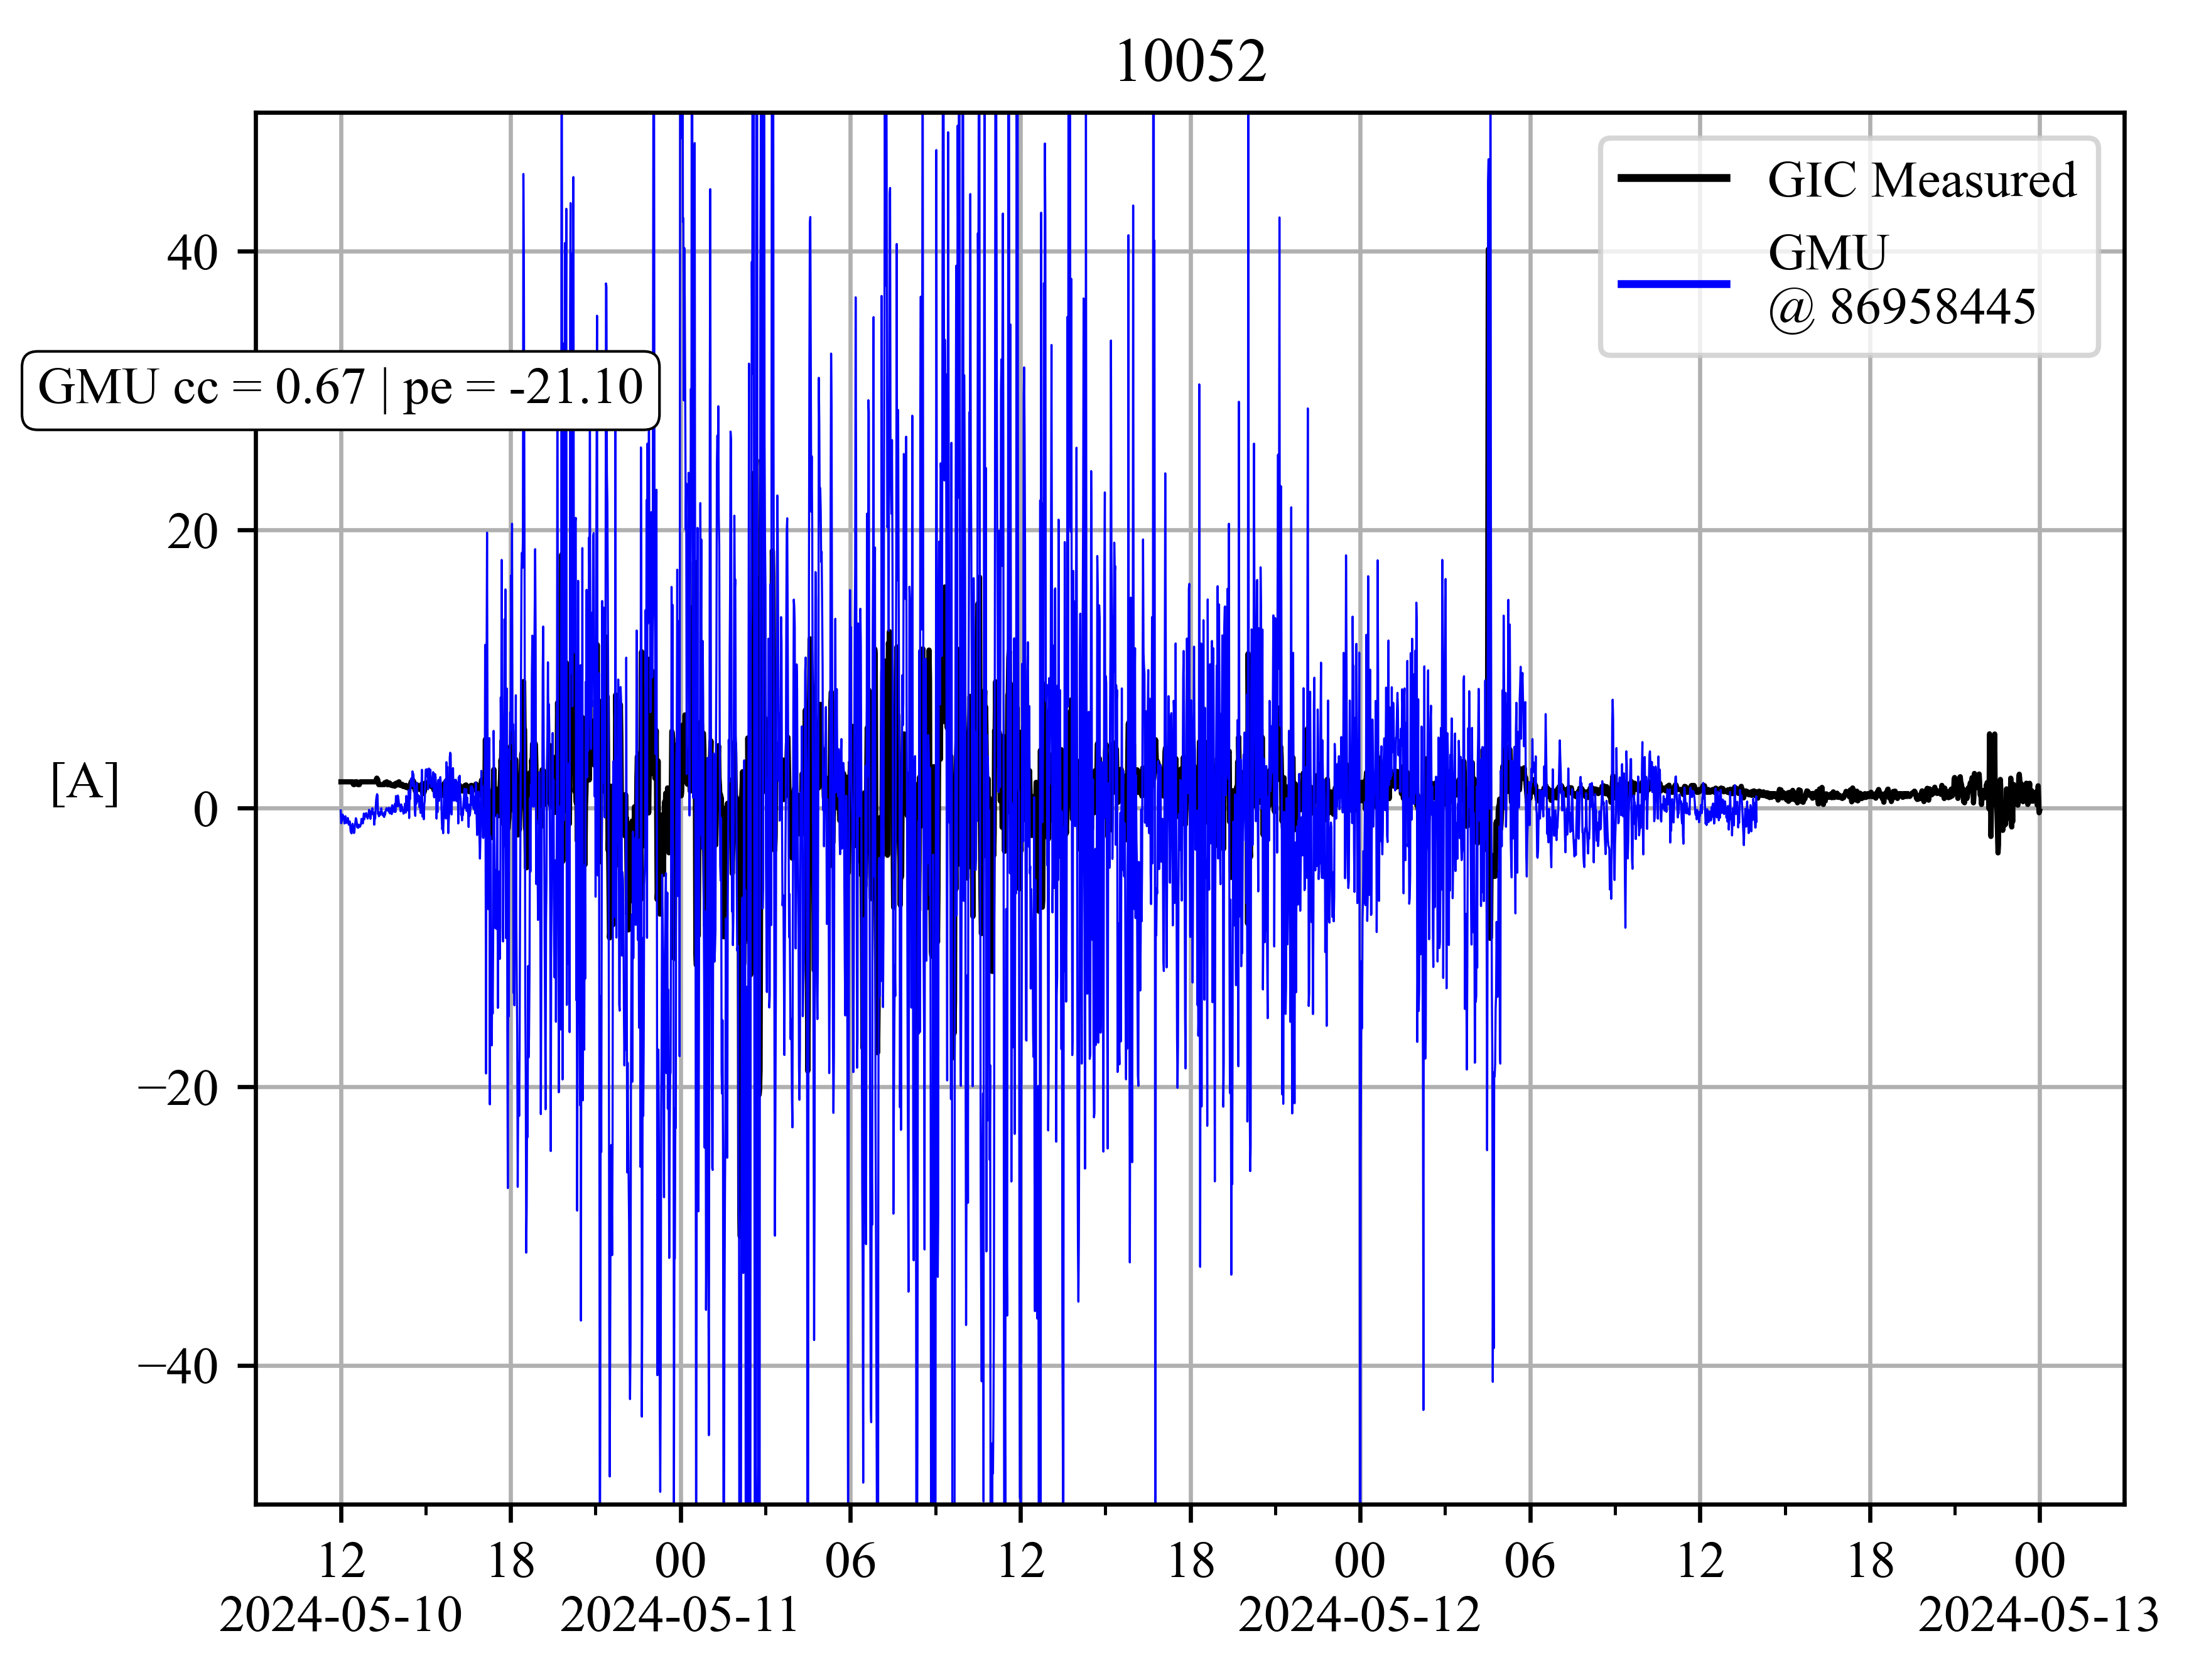 10052
GIC Measured
GMU
@ 86958445
GMU cc = 0.67 | pe = -21.10
[A]
40
20
0
−20
−40
12 18 00 06 12 18 00 06 12 18 00
2024-05-10 2024-05-11 2024-05-12 2024-05-13